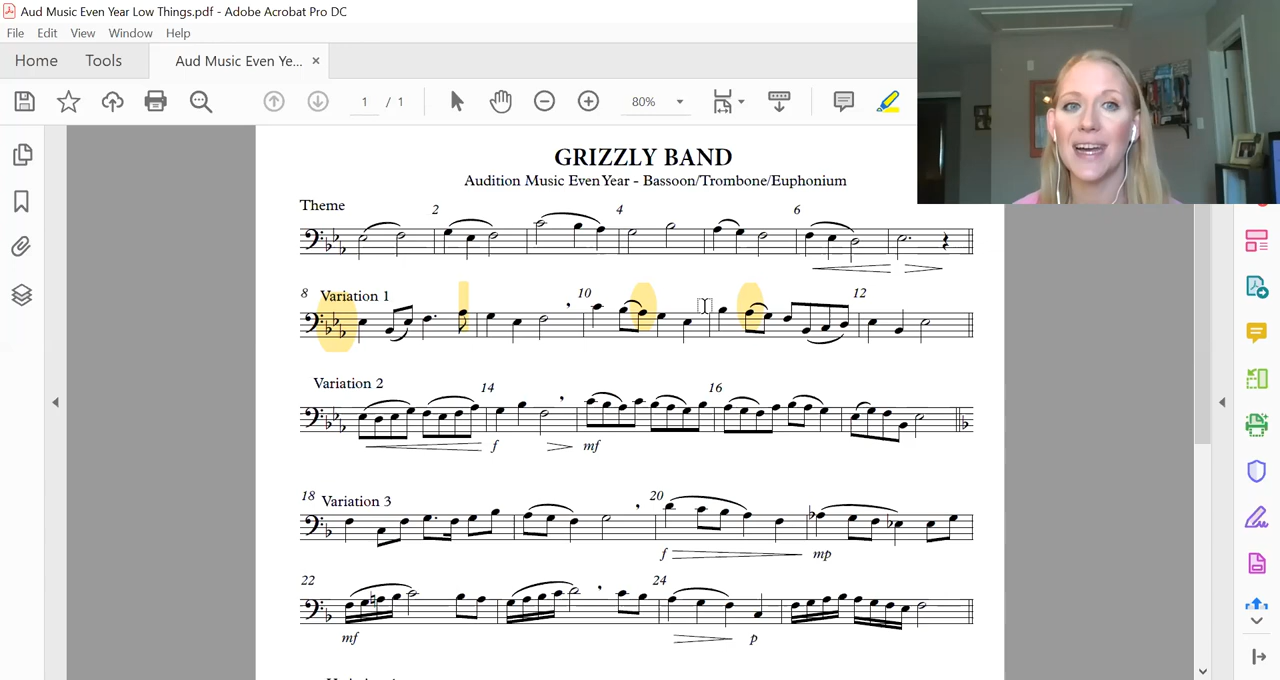 Aud Music Even Year Low Things.pdf - Adobe Acrobat Pro DC
File Edit View Window Help
Home Tools Aud Music Even Ye... ×
1 / 1 80%
GRIZZLY BAND
Audition Music Even Year - Bassoon/Trombone/Euphonium
Theme
2 4 6
8 Variation 1 10 12
Variation 2 14 16
f mf
18 Variation 3 20
f mp
22 24
mf p